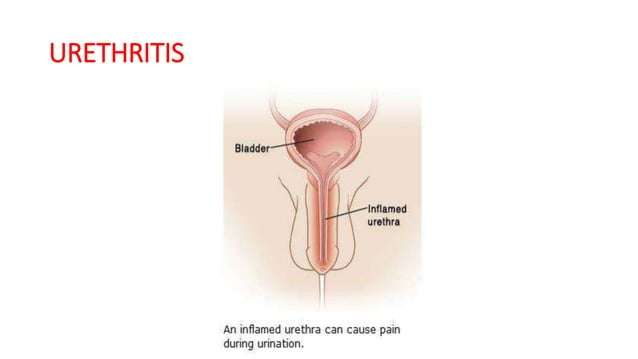 URETHRITIS
Bladder
Inflamed
urethra
An inflamed urethra can cause pain
during urination.